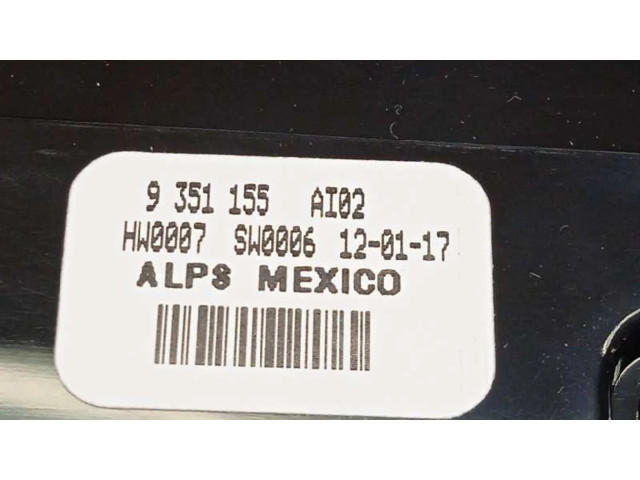 9 351 155 AI02
HW0007 SW0006 12-01-17
ALPS MEXICO